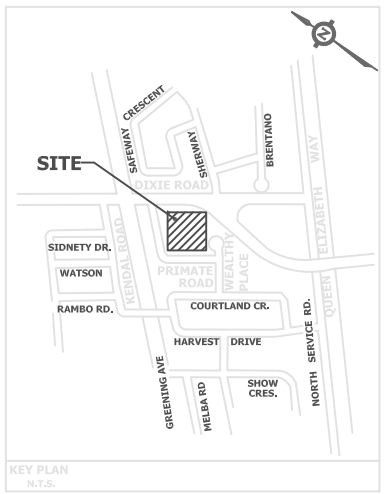 N
SAFEWAY CRESCENT
SHERWAY
BRENTANO
WAY
SITE
DIXIE ROAD
KENDAL ROAD
QUEEN ELIZABETH
SIDNETY DR.
WATSON
PRIMATE
ROAD
WEALTHY
PLACE
RAMBO RD.
COURTLAND CR.
NORTH SERVICE RD.
HARVEST DRIVE
GREENING AVE
MELBA RD
SHOW
CRES.
KEY PLAN
N.T.S.